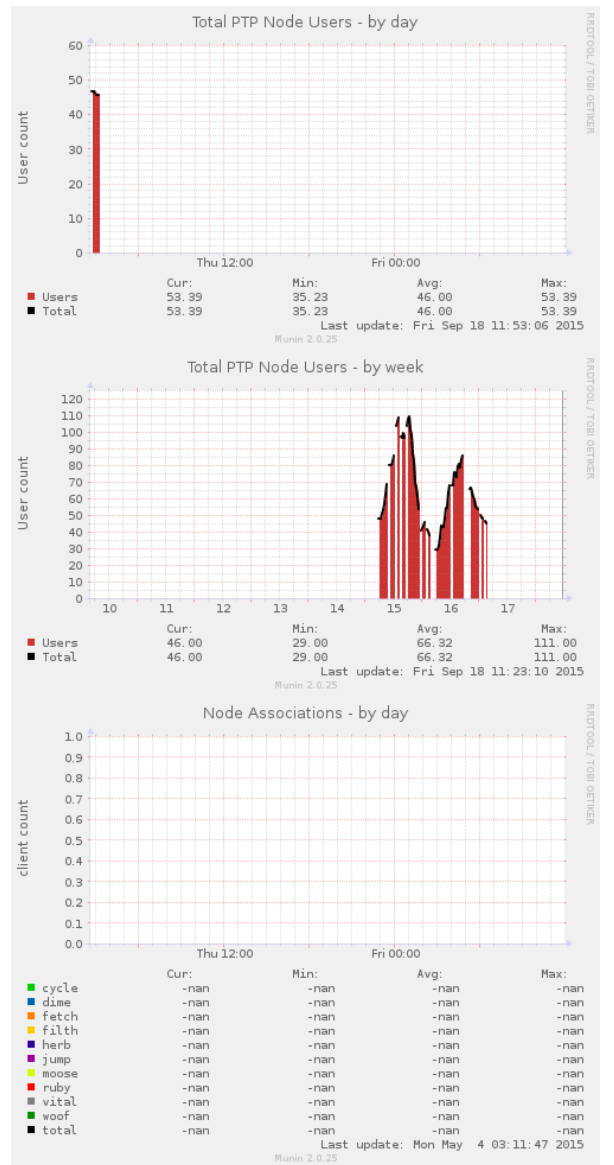 Total PTP Node Users - by day
RRDTOOL / TOBI OETIKER
User count
60
50
40
30
20
10
0
Thu 12:00 Fri 00:00
Cur: Min: Avg: Max:
Users 53.39 35.23 46.00 53.39
Total 53.39 35.23 46.00 53.39
Last update: Fri Sep 18 11:53:06 2015
Munin 2.0.25
Total PTP Node Users - by week
RRDTOOL / TOBI OETIKER
User count
120
110
100
90
80
70
60
50
40
30
20
10
0
10 11 12 13 14 15 16 17
Cur: Min: Avg: Max:
Users 46.00 29.00 66.32 111.00
Total 46.00 29.00 66.32 111.00
Last update: Fri Sep 18 11:23:10 2015
Munin 2.0.25
Node Associations - by day
RRDTOOL / TOBI OETIKER
client count
1.0
0.9
0.8
0.7
0.6
0.5
0.4
0.3
0.2
0.1
0.0
Thu 12:00 Fri 00:00
Cur: Min: Avg: Max:
cycle -nan -nan -nan -nan
dime -nan -nan -nan -nan
fetch -nan -nan -nan -nan
filth -nan -nan -nan -nan
herb -nan -nan -nan -nan
jump -nan -nan -nan -nan
moose -nan -nan -nan -nan
ruby -nan -nan -nan -nan
vital -nan -nan -nan -nan
woof -nan -nan -nan -nan
total -nan -nan -nan -nan
Last update: Mon May 4 03:11:47 2015
Munin 2.0.25